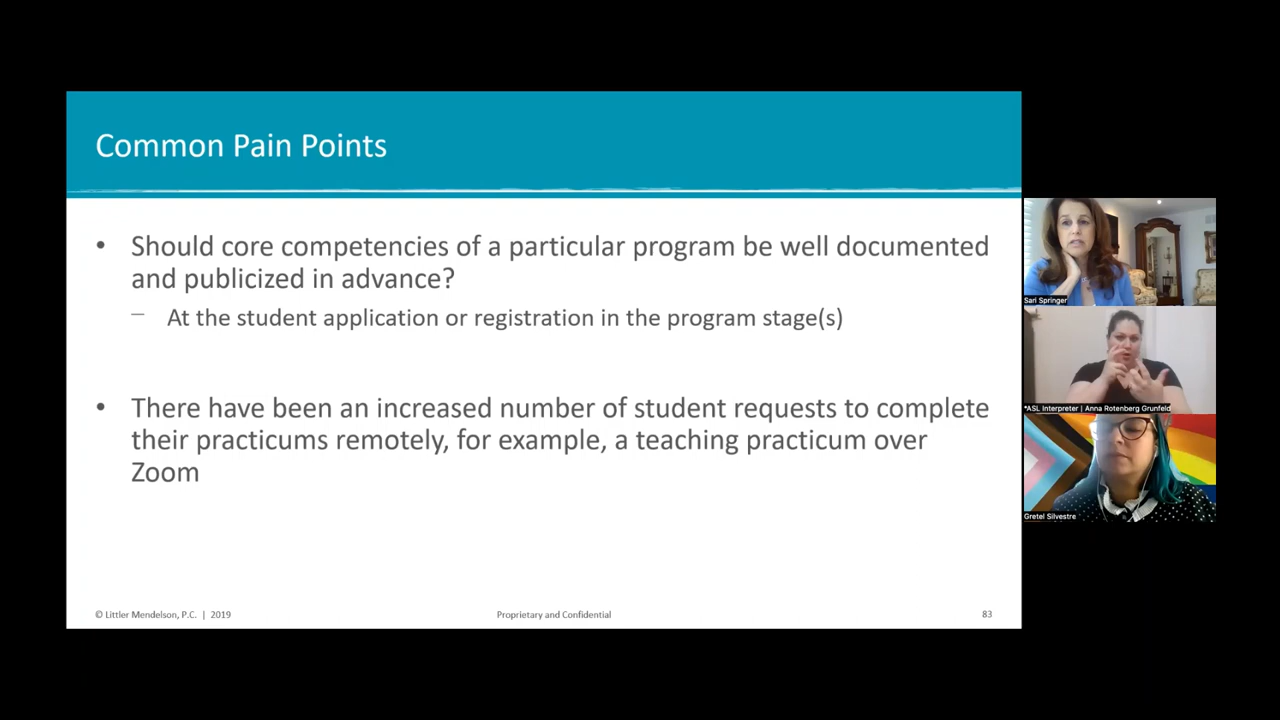 Common Pain Points
• Should core competencies of a particular program be well documented
and publicized in advance?
– At the student application or registration in the program stage(s)
• There have been an increased number of student requests to complete
their practicums remotely, for example, a teaching practicum over
Zoom
© Littler Mendelson, P.C. | 2019
Proprietary and Confidential
83
Sari Springer
*ASL Interpreter | Anna Rotenberg Grunfeld
Gretel Silvestre